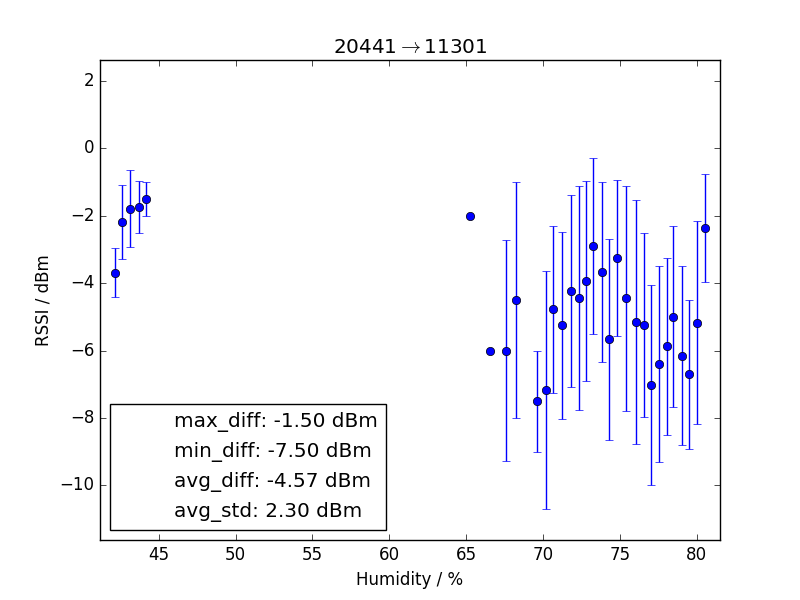 20441→11301
2
0
−2
−4
−6
−8
−10
RSSI / dBm
max_diff: -1.50 dBm
min_diff: -7.50 dBm
avg_diff: -4.57 dBm
avg_std: 2.30 dBm
45 50 55 60 65 70 75 80
Humidity / %